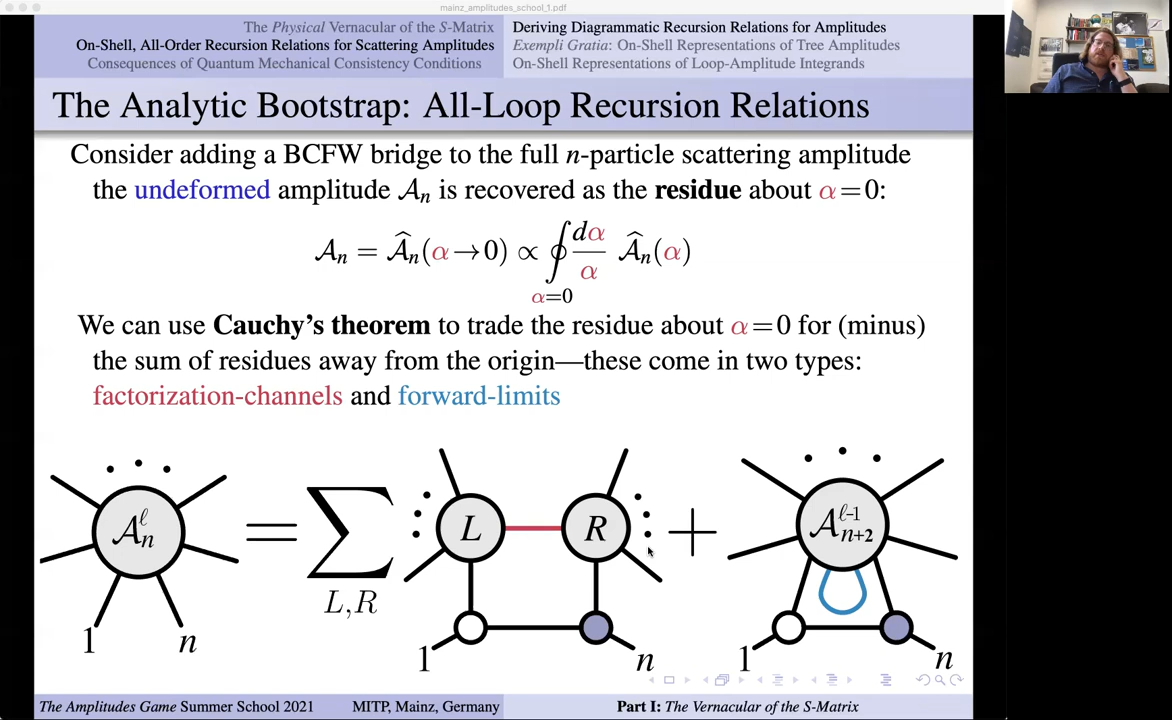 mainz_amplitudes_school_1.pdf
The Physical Vernacular of the S-Matrix
On-Shell, All-Order Recursion Relations for Scattering Amplitudes
Consequences of Quantum Mechanical Consistency Conditions
Deriving Diagrammatic Recursion Relations for Amplitudes
Exempli Gratia: On-Shell Representations of Tree Amplitudes
On-Shell Representations of Loop-Amplitude Integrands
The Analytic Bootstrap: All-Loop Recursion Relations
Consider adding a BCFW bridge to the full n-particle scattering amplitude
the undeformed amplitude 𝒜ₙ is recovered as the residue about α=0:
𝒜ₙ = 𝒜̂ₙ(α→0) ∝ ∮ dα/α 𝒜̂ₙ(α)
α=0
We can use Cauchy's theorem to trade the residue about α=0 for (minus)
the sum of residues away from the origin—these come in two types:
factorization-channels and forward-limits
𝒜ₙ^ℓ = Σ L R + 𝒜ₙ₊₂^ℓ-1
L,R
1 n 1 n 1 n
The Amplitudes Game Summer School 2021 MITP, Mainz, Germany Part I: The Vernacular of the S-Matrix